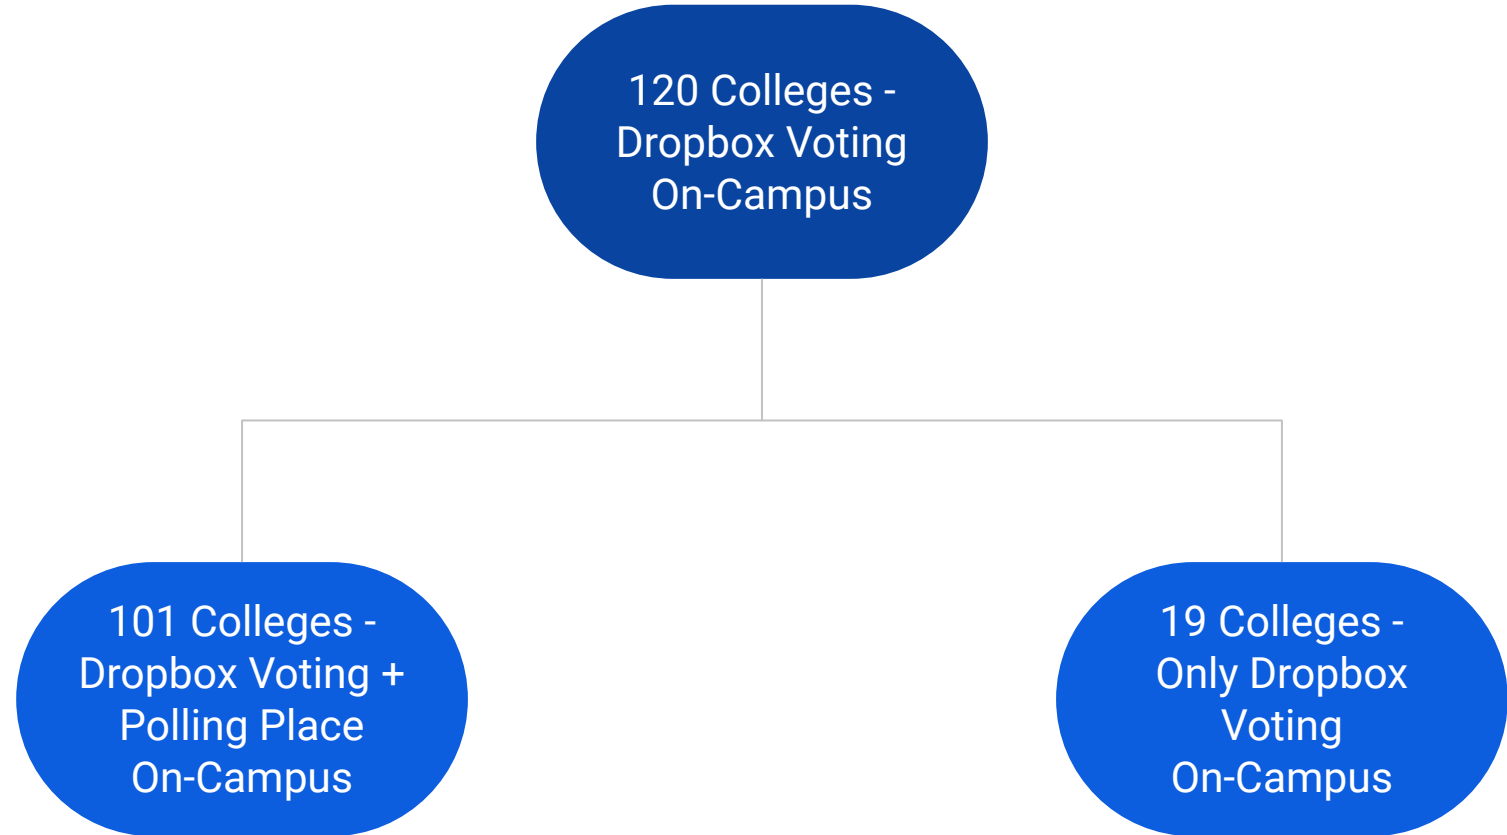 120 Colleges -
Dropbox Voting
On-Campus
101 Colleges -
Dropbox Voting +
Polling Place
On-Campus
19 Colleges -
Only Dropbox
Voting
On-Campus